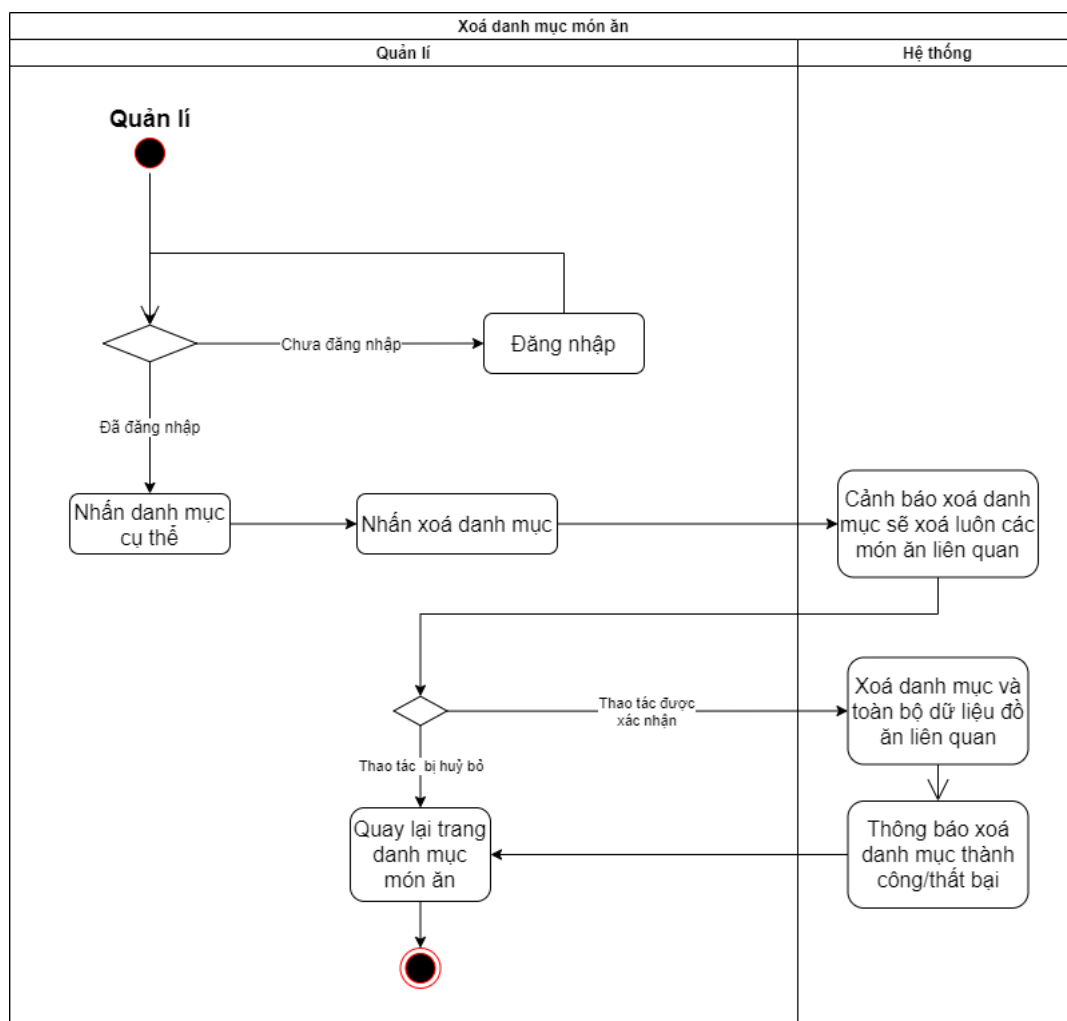 Xoá danh mục món ăn
Quản lí
Hệ thống
Quản lí
Chưa đăng nhập
Đăng nhập
Đã đăng nhập
Nhấn danh mục
cụ thể
Nhấn xoá danh mục
Cảnh báo xoá danh
mục sẽ xoá luôn các
món ăn liên quan
Thao tác được
xác nhận
Xoá danh mục và
toàn bộ dữ liệu đồ
ăn liên quan
Thao tác bị huỷ bỏ
Quay lại trang
danh mục
món ăn
Thông báo xoá
danh mục thành
công/thất bại